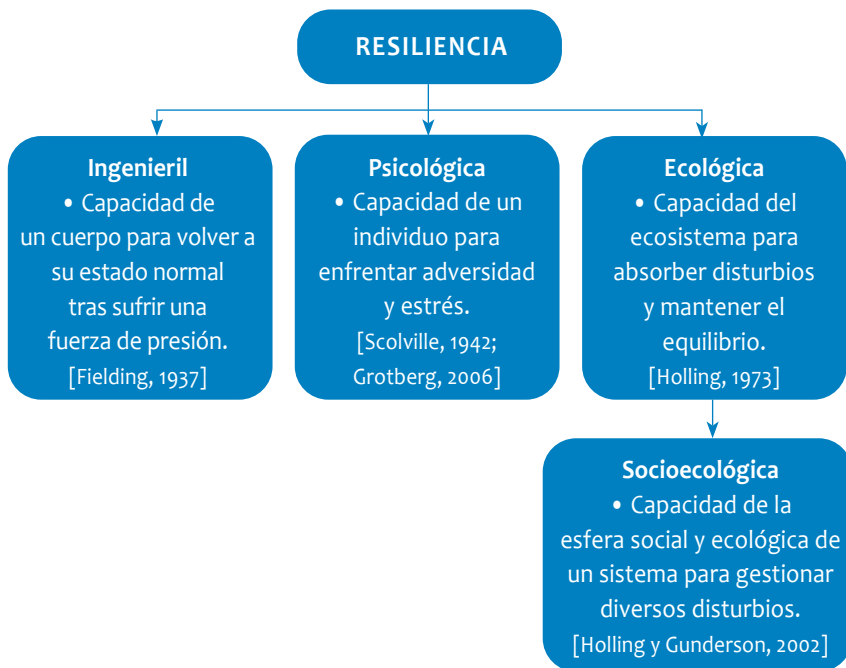 RESILIENCIA
Ingenieril
• Capacidad de
un cuerpo para volver a
su estado normal
tras sufrir una
fuerza de presión.
[Fielding, 1937]
Psicológica
• Capacidad de un
individuo para
enfrentar adversidad
y estrés.
[Scolville, 1942;
Grotberg, 2006]
Ecológica
• Capacidad del
ecosistema para
absorber disturbios
y mantener el
equilibrio.
[Holling, 1973]
Socioecológica
• Capacidad de la
esfera social y ecológica de
un sistema para gestionar
diversos disturbios.
[Holling y Gunderson, 2002]